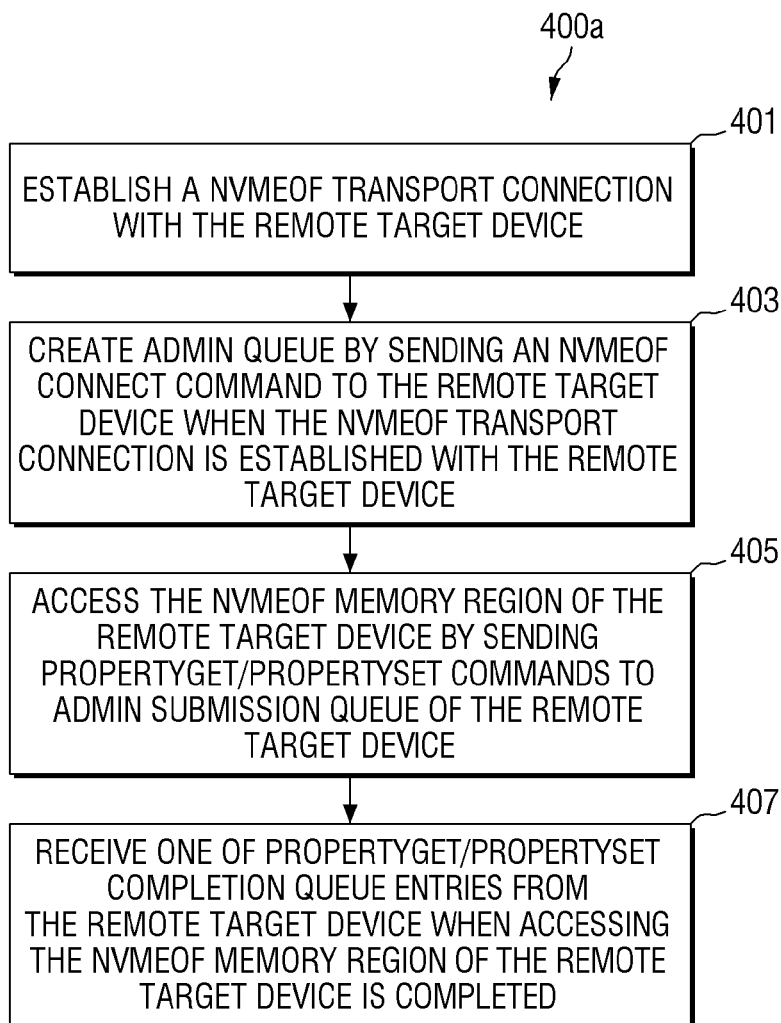 400a
401
ESTABLISH A NVMEOF TRANSPORT CONNECTION
WITH THE REMOTE TARGET DEVICE
403
CREATE ADMIN QUEUE BY SENDING AN NVMEOF
CONNECT COMMAND TO THE REMOTE TARGET
DEVICE WHEN THE NVMEOF TRANSPORT
CONNECTION IS ESTABLISHED WITH THE REMOTE
TARGET DEVICE
405
ACCESS THE NVMEOF MEMORY REGION OF THE
REMOTE TARGET DEVICE BY SENDING
PROPERTYGET/PROPERTYSET COMMANDS TO
ADMIN SUBMISSION QUEUE OF THE REMOTE
TARGET DEVICE
407
RECEIVE ONE OF PROPERTYGET/PROPERTYSET
COMPLETION QUEUE ENTRIES FROM
THE REMOTE TARGET DEVICE WHEN ACCESSING
THE NVMEOF MEMORY REGION OF THE REMOTE
TARGET DEVICE IS COMPLETED